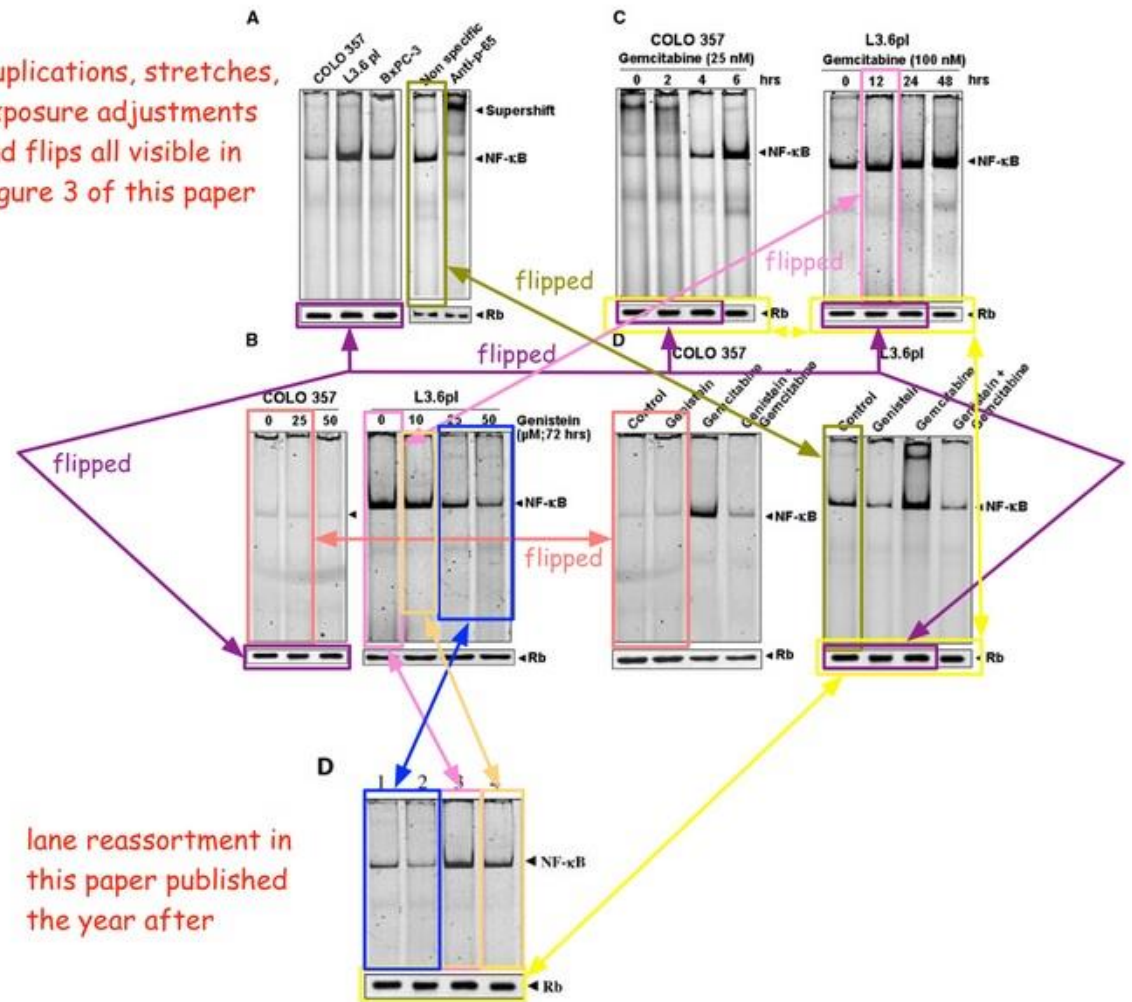 A
COLO 357
L3.6 pl
BxPC-3
Non specific
Anti-p-65
Supershift
NF-κB
Rb
uplications, stretches,
xposure adjustments
d flips all visible in
gure 3 of this paper
C
COLO 357
Gemcitabine (25 nM)
0 2 4 6 hrs
NF-κB
Rb
L3.6pl
Gemcitabine (100 nM)
0 12 24 48 hrs
NF-κB
Rb
flipped
flipped
flipped
flipped
flipped
B
COLO 357
0 25 50
L3.6pl
0 10 25 50
Genistein
(μM;72 hrs)
NF-κB
Rb
D
COLO 357
Control
Genistein
Gemcitabine
Genistein +
Gemcitabine
NF-κB
Rb
L3.6pl
Control
Genistein
Gemcitabine
Genistein +
Gemcitabine
NF-κB
Rb
D
1 2 3
NF-κB
Rb
lane reassortment in
this paper published
the year after